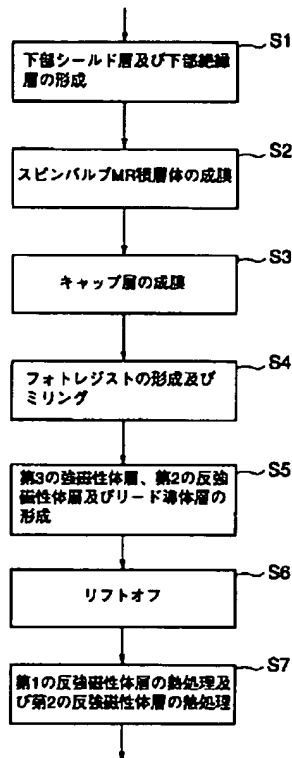 S1
下部シールド層及び下部絶縁
層の形成
S2
スピンバルブMR積層体の成膜
S3
キャップ層の成膜
S4
フォトレジストの形成及び
ミリング
S5
第3の強磁性体層、第2の反強
磁性体層及びリード導体層の
形成
S6
リフトオフ
S7
第1の反強磁性体層の熱処理及
び第2の反強磁性体層の熱処理